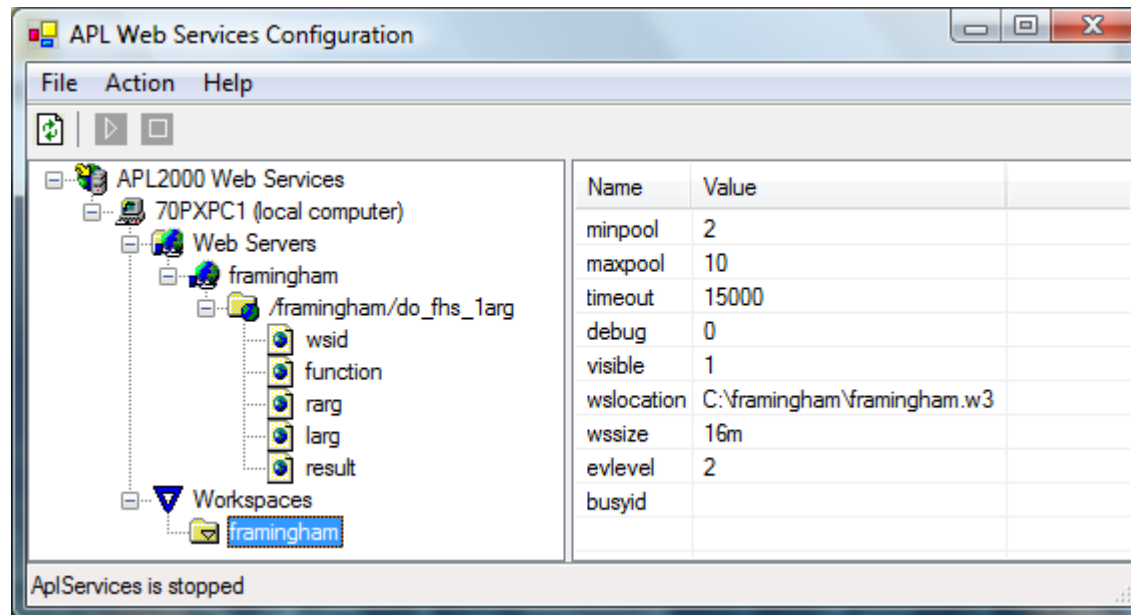 APL Web Services Configuration
File Action Help
APL2000 Web Services
70PXPC1 (local computer)
Web Servers
framingham
/framingham/do_fhs_1arg
wsid
function
rarg
larg
result
Workspaces
framingham
Name Value
minpool 2
maxpool 10
timeout 15000
debug 0
visible 1
wslocation C:\framingham\framingham.w3
wssize 16m
evlevel 2
busyid
AplServices is stopped